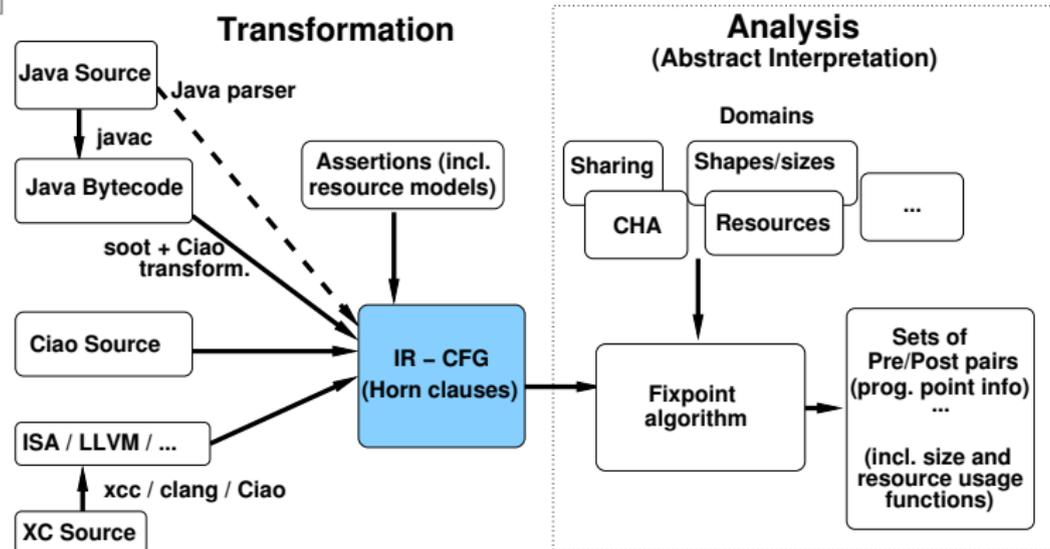 Transformation
Java Source
Java parser
javac
Java Bytecode
Assertions (incl.
resource models)
soot + Ciao
transform.
Ciao Source
IR – CFG
(Horn clauses)
ISA / LLVM / ...
xcc / clang / Ciao
XC Source
Analysis
(Abstract Interpretation)
Domains
Sharing
Shapes/sizes
CHA
Resources
...
Fixpoint
algorithm
Sets of
Pre/Post pairs
(prog. point info)
...
(incl. size and
resource usage
functions)